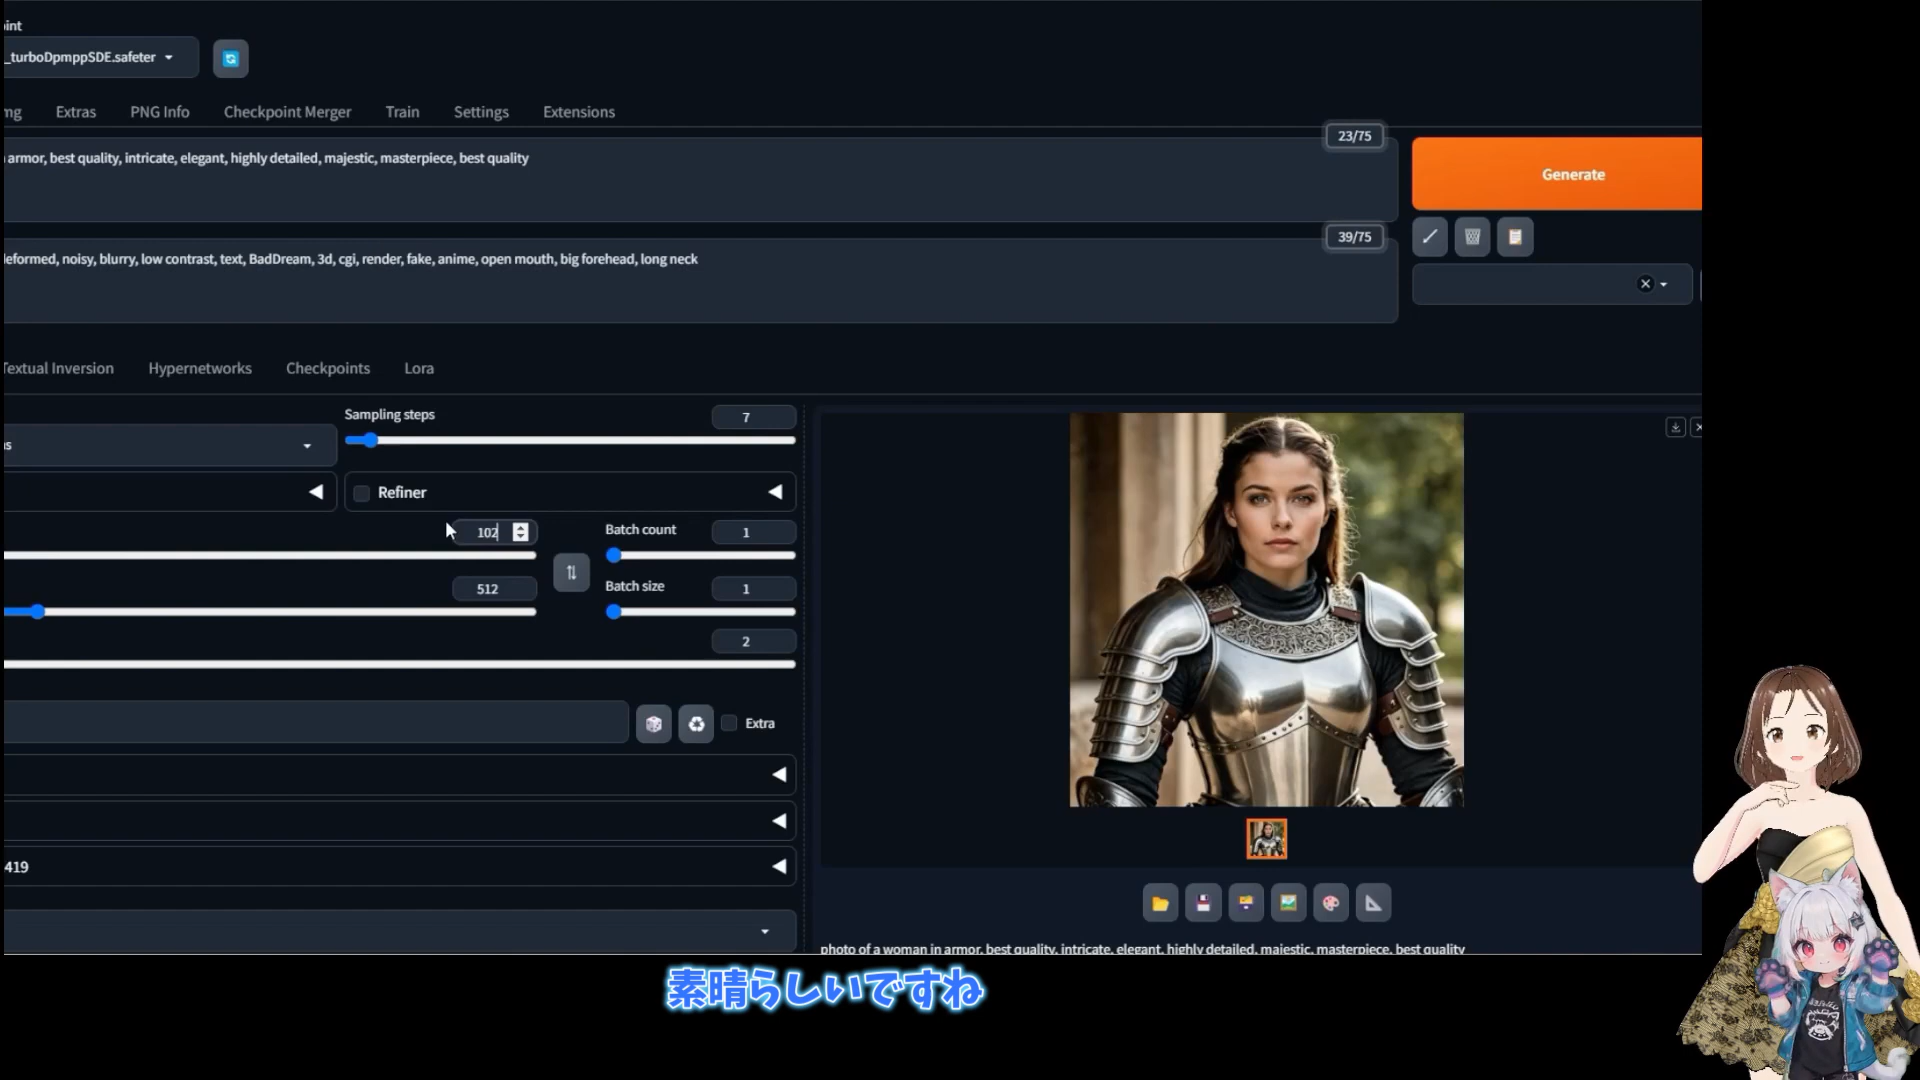 oint
_turboDpmppSDE.safeter
mg
Extras
PNG Info
Checkpoint Merger
Train
Settings
Extensions
23/75
armor, best quality, intricate, elegant, highly detailed, majestic, masterpiece, best quality
Generate
39/75
deformed, noisy, blurry, low contrast, text, BadDream, 3d, cgi, render, fake, anime, open mouth, big forehead, long neck
Textual Inversion
Hypernetworks
Checkpoints
Lora
Sampling steps
7
as
Refiner
102
Batch count
1
512
Batch size
1
2
Extra
419
photo of a woman in armor, best quality, intricate, elegant, highly detailed, majestic, masterpiece, best quality
素晴らしいですね